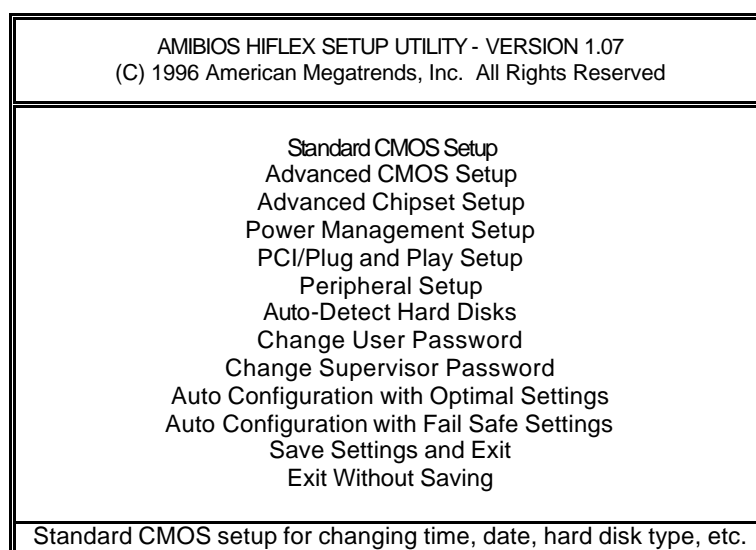 AMIBIOS HIFLEX SETUP UTILITY - VERSION 1.07
(C) 1996 American Megatrends, Inc. All Rights Reserved
Standard CMOS Setup
Advanced CMOS Setup
Advanced Chipset Setup
Power Management Setup
PCI/Plug and Play Setup
Peripheral Setup
Auto-Detect Hard Disks
Change User Password
Change Supervisor Password
Auto Configuration with Optimal Settings
Auto Configuration with Fail Safe Settings
Save Settings and Exit
Exit Without Saving
Standard CMOS setup for changing time, date, hard disk type, etc.